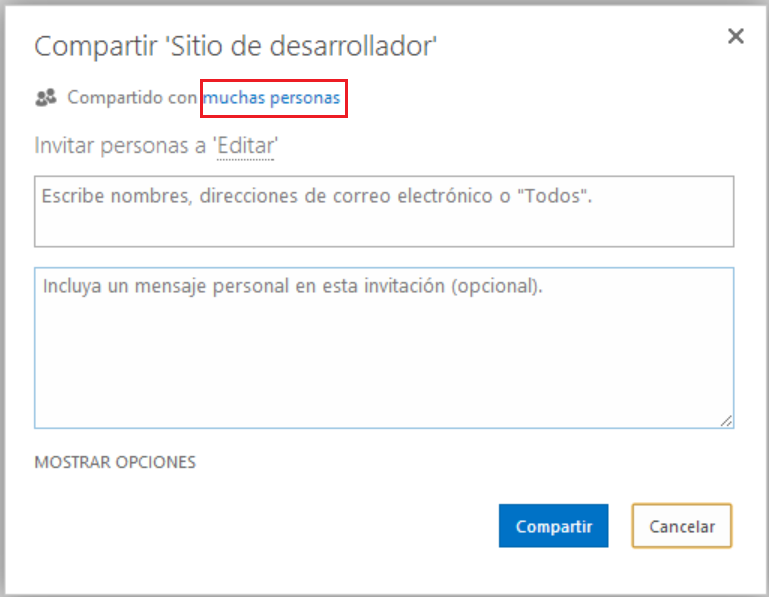 Compartir 'Sitio de desarrollador'
Compartido con muchas personas
Invitar personas a 'Editar'
Escribe nombres, direcciones de correo electrónico o "Todos".
Incluya un mensaje personal en esta invitación (opcional).
MOSTRAR OPCIONES
Compartir Cancelar